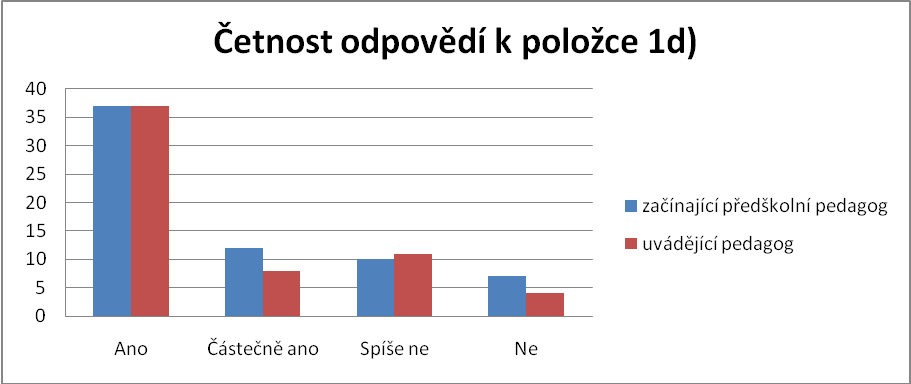 Četnost odpovědí k položce 1d)
40
35
30
25
20
15
10
5
0
Ano Částečně ano Spíše ne Ne
začínající předškolní pedagog
uvádějící pedagog